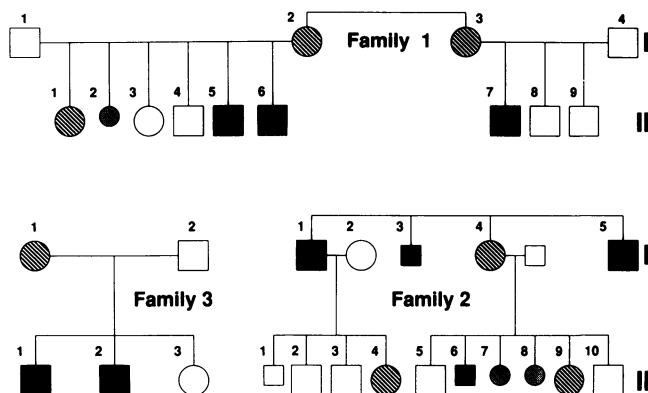 1 2 3 4
Family 1 I
1 2 3 4 5 6 7 8 9
II
1 2 1 2 3 4 5
I
Family 3 Family 2
1 2 3 1 2 3 4 5 6 7 8 9 10
II